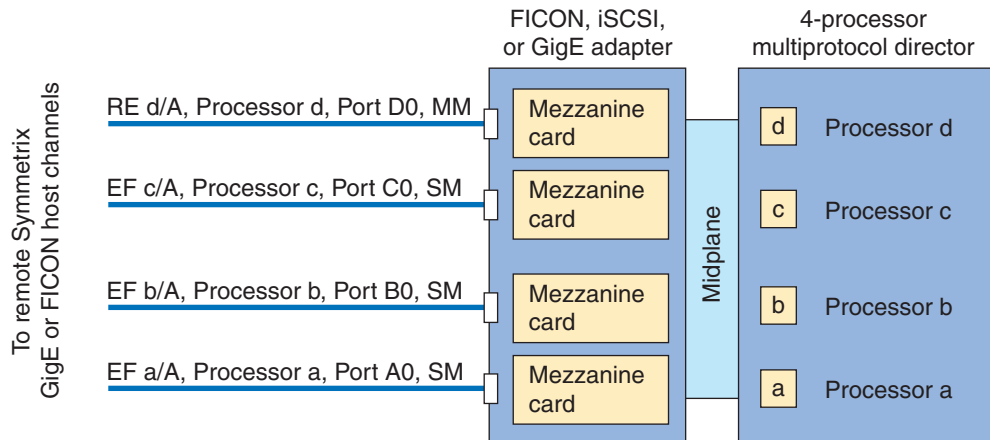 FICON, iSCSI,
or GigE adapter
4-processor
multiprotocol director
To remote Symmetrix
GigE or FICON host channels
RE d/A, Processor d, Port D0, MM
Mezzanine
card
d
Processor d
EF c/A, Processor c, Port C0, SM
Mezzanine
card
c
Processor c
Midplane
EF b/A, Processor b, Port B0, SM
Mezzanine
card
b
Processor b
EF a/A, Processor a, Port A0, SM
Mezzanine
card
a
Processor a